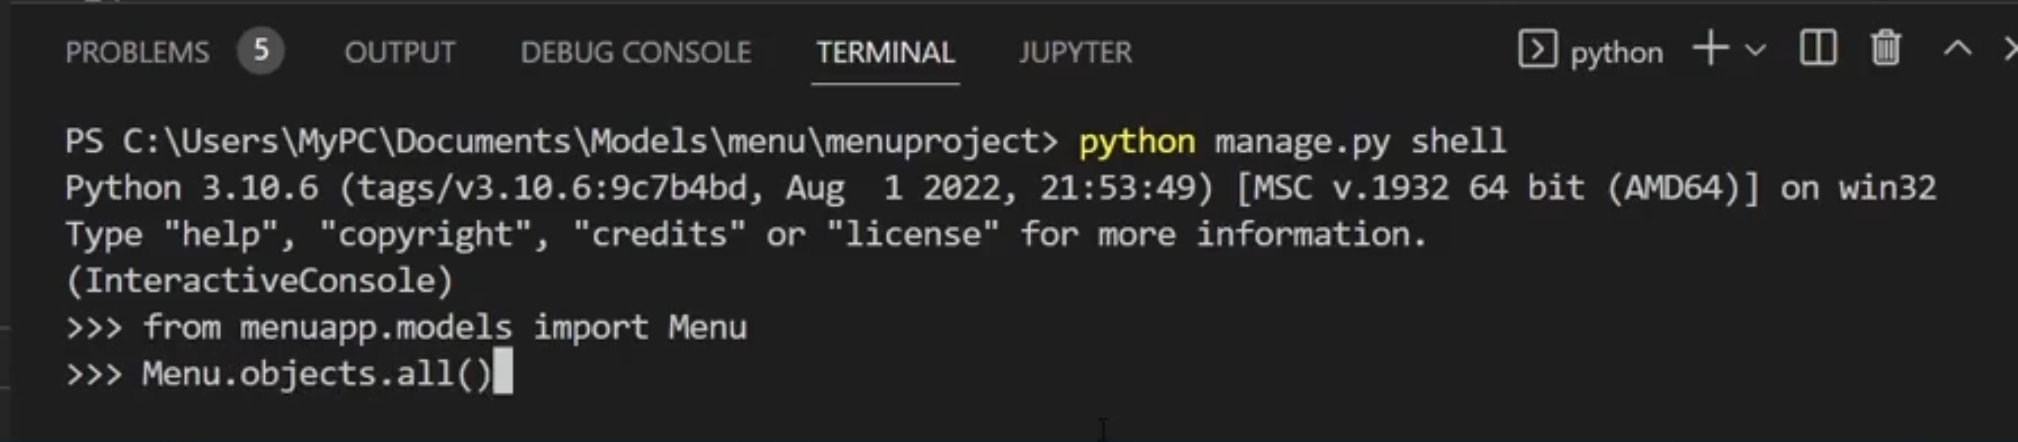 PROBLEMS 5 OUTPUT DEBUG CONSOLE TERMINAL JUPYTER python
PS C:\Users\MyPC\Documents\Models\menu\menuproject> python manage.py shell
Python 3.10.6 (tags/v3.10.6:9c7b4bd, Aug  1 2022, 21:53:49) [MSC v.1932 64 bit (AMD64)] on win32
Type "help", "copyright", "credits" or "license" for more information.
(InteractiveConsole)
>>> from menuapp.models import Menu
>>> Menu.objects.all()